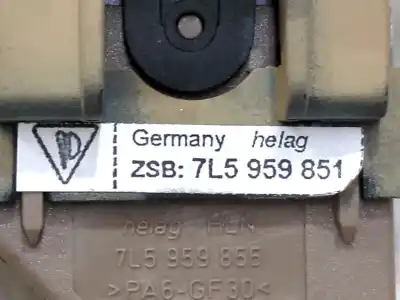 Germany helag
ZSB: 7L5 959 851
helag
7L5 959 855
>PA6-GF30<